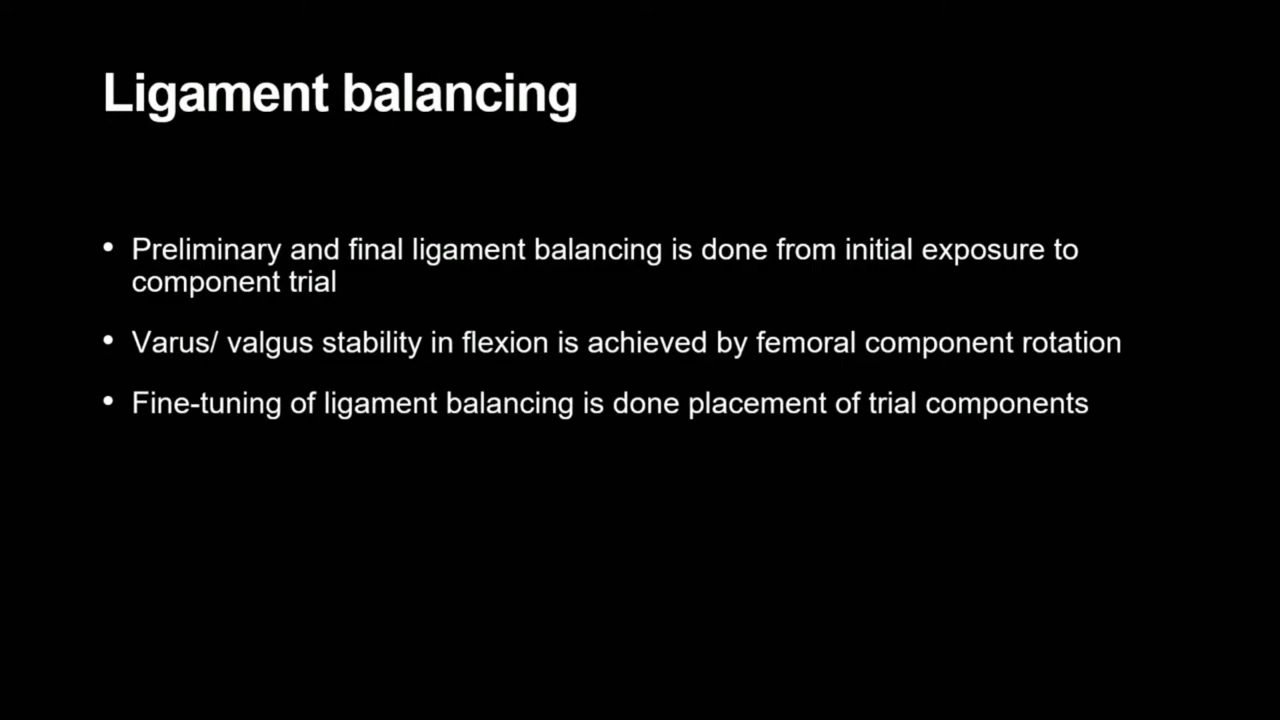 Ligament balancing
• Preliminary and final ligament balancing is done from initial exposure to
component trial
• Varus/ valgus stability in flexion is achieved by femoral component rotation
• Fine-tuning of ligament balancing is done placement of trial components